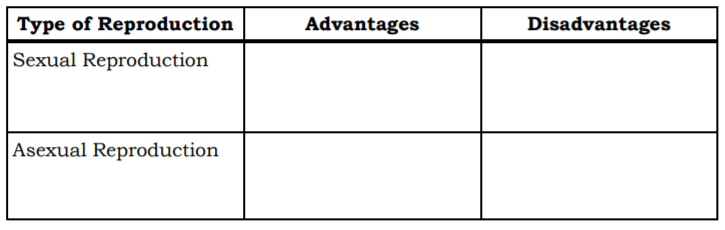 Type of Reproduction Advantages Disadvantages
Sexual Reproduction
Asexual Reproduction